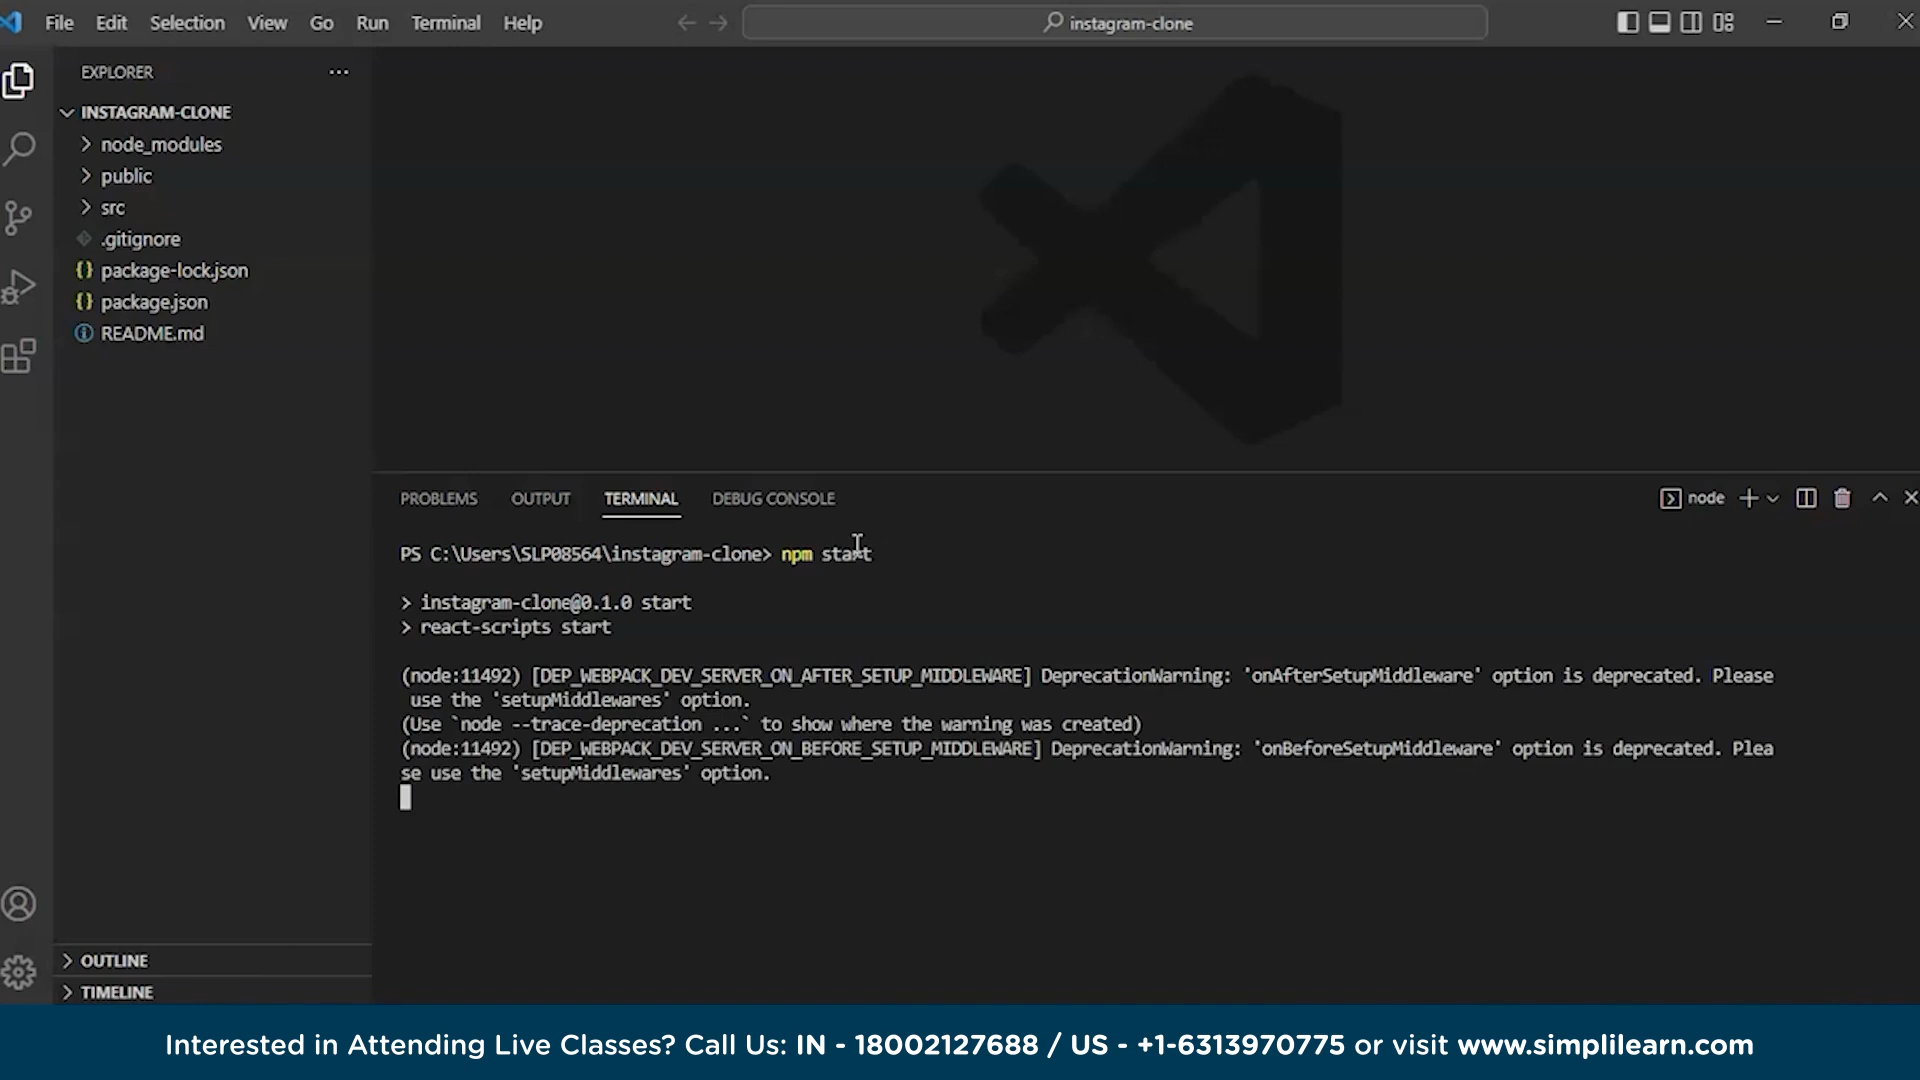 File Edit Selection View Go Run Terminal Help
instagram-clone
EXPLORER
INSTAGRAM-CLONE
node_modules
public
src
.gitignore
{} package-lock.json
{} package.json
README.md
OUTLINE
TIMELINE
PROBLEMS OUTPUT TERMINAL DEBUG CONSOLE
node
PS C:\Users\SLP08564\instagram-clone> npm start
> instagram-clone@0.1.0 start
> react-scripts start
(node:11492) [DEP_WEBPACK_DEV_SERVER_ON_AFTER_SETUP_MIDDLEWARE] DeprecationWarning: 'onAfterSetupMiddleware' option is deprecated. Please
use the 'setupMiddlewares' option.
(Use `node --trace-deprecation ...` to show where the warning was created)
(node:11492) [DEP_WEBPACK_DEV_SERVER_ON_BEFORE_SETUP_MIDDLEWARE] DeprecationWarning: 'onBeforeSetupMiddleware' option is deprecated. Plea
se use the 'setupMiddlewares' option.
Interested in Attending Live Classes? Call Us: IN - 18002127688 / US - +1-6313970775 or visit www.simplilearn.com